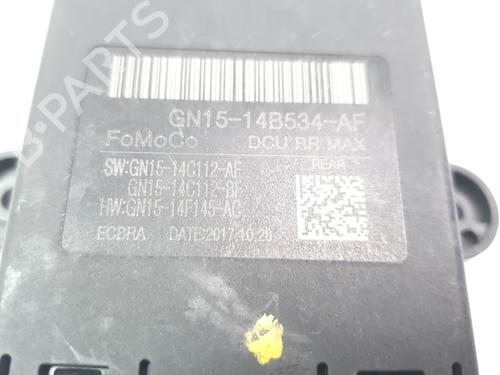 B-PARTS
GN15-14B534-AF
FoMoCo DCU RR MAX
SW:GN15-14C112-AF REAR
GN15-14C112-BF
HW:GN15-14F145-AC
ECBRA DATE:2017.10.20